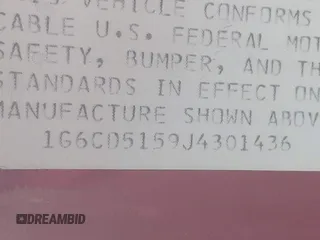 VEHICLE CONFORMS
CABLE U.S. FEDERAL MOT
SAFETY, BUMPER, AND TH
STANDARDS IN EFFECT ON
MANUFACTURE SHOWN ABOV
1G6CD5159J4301436
DREAMBID